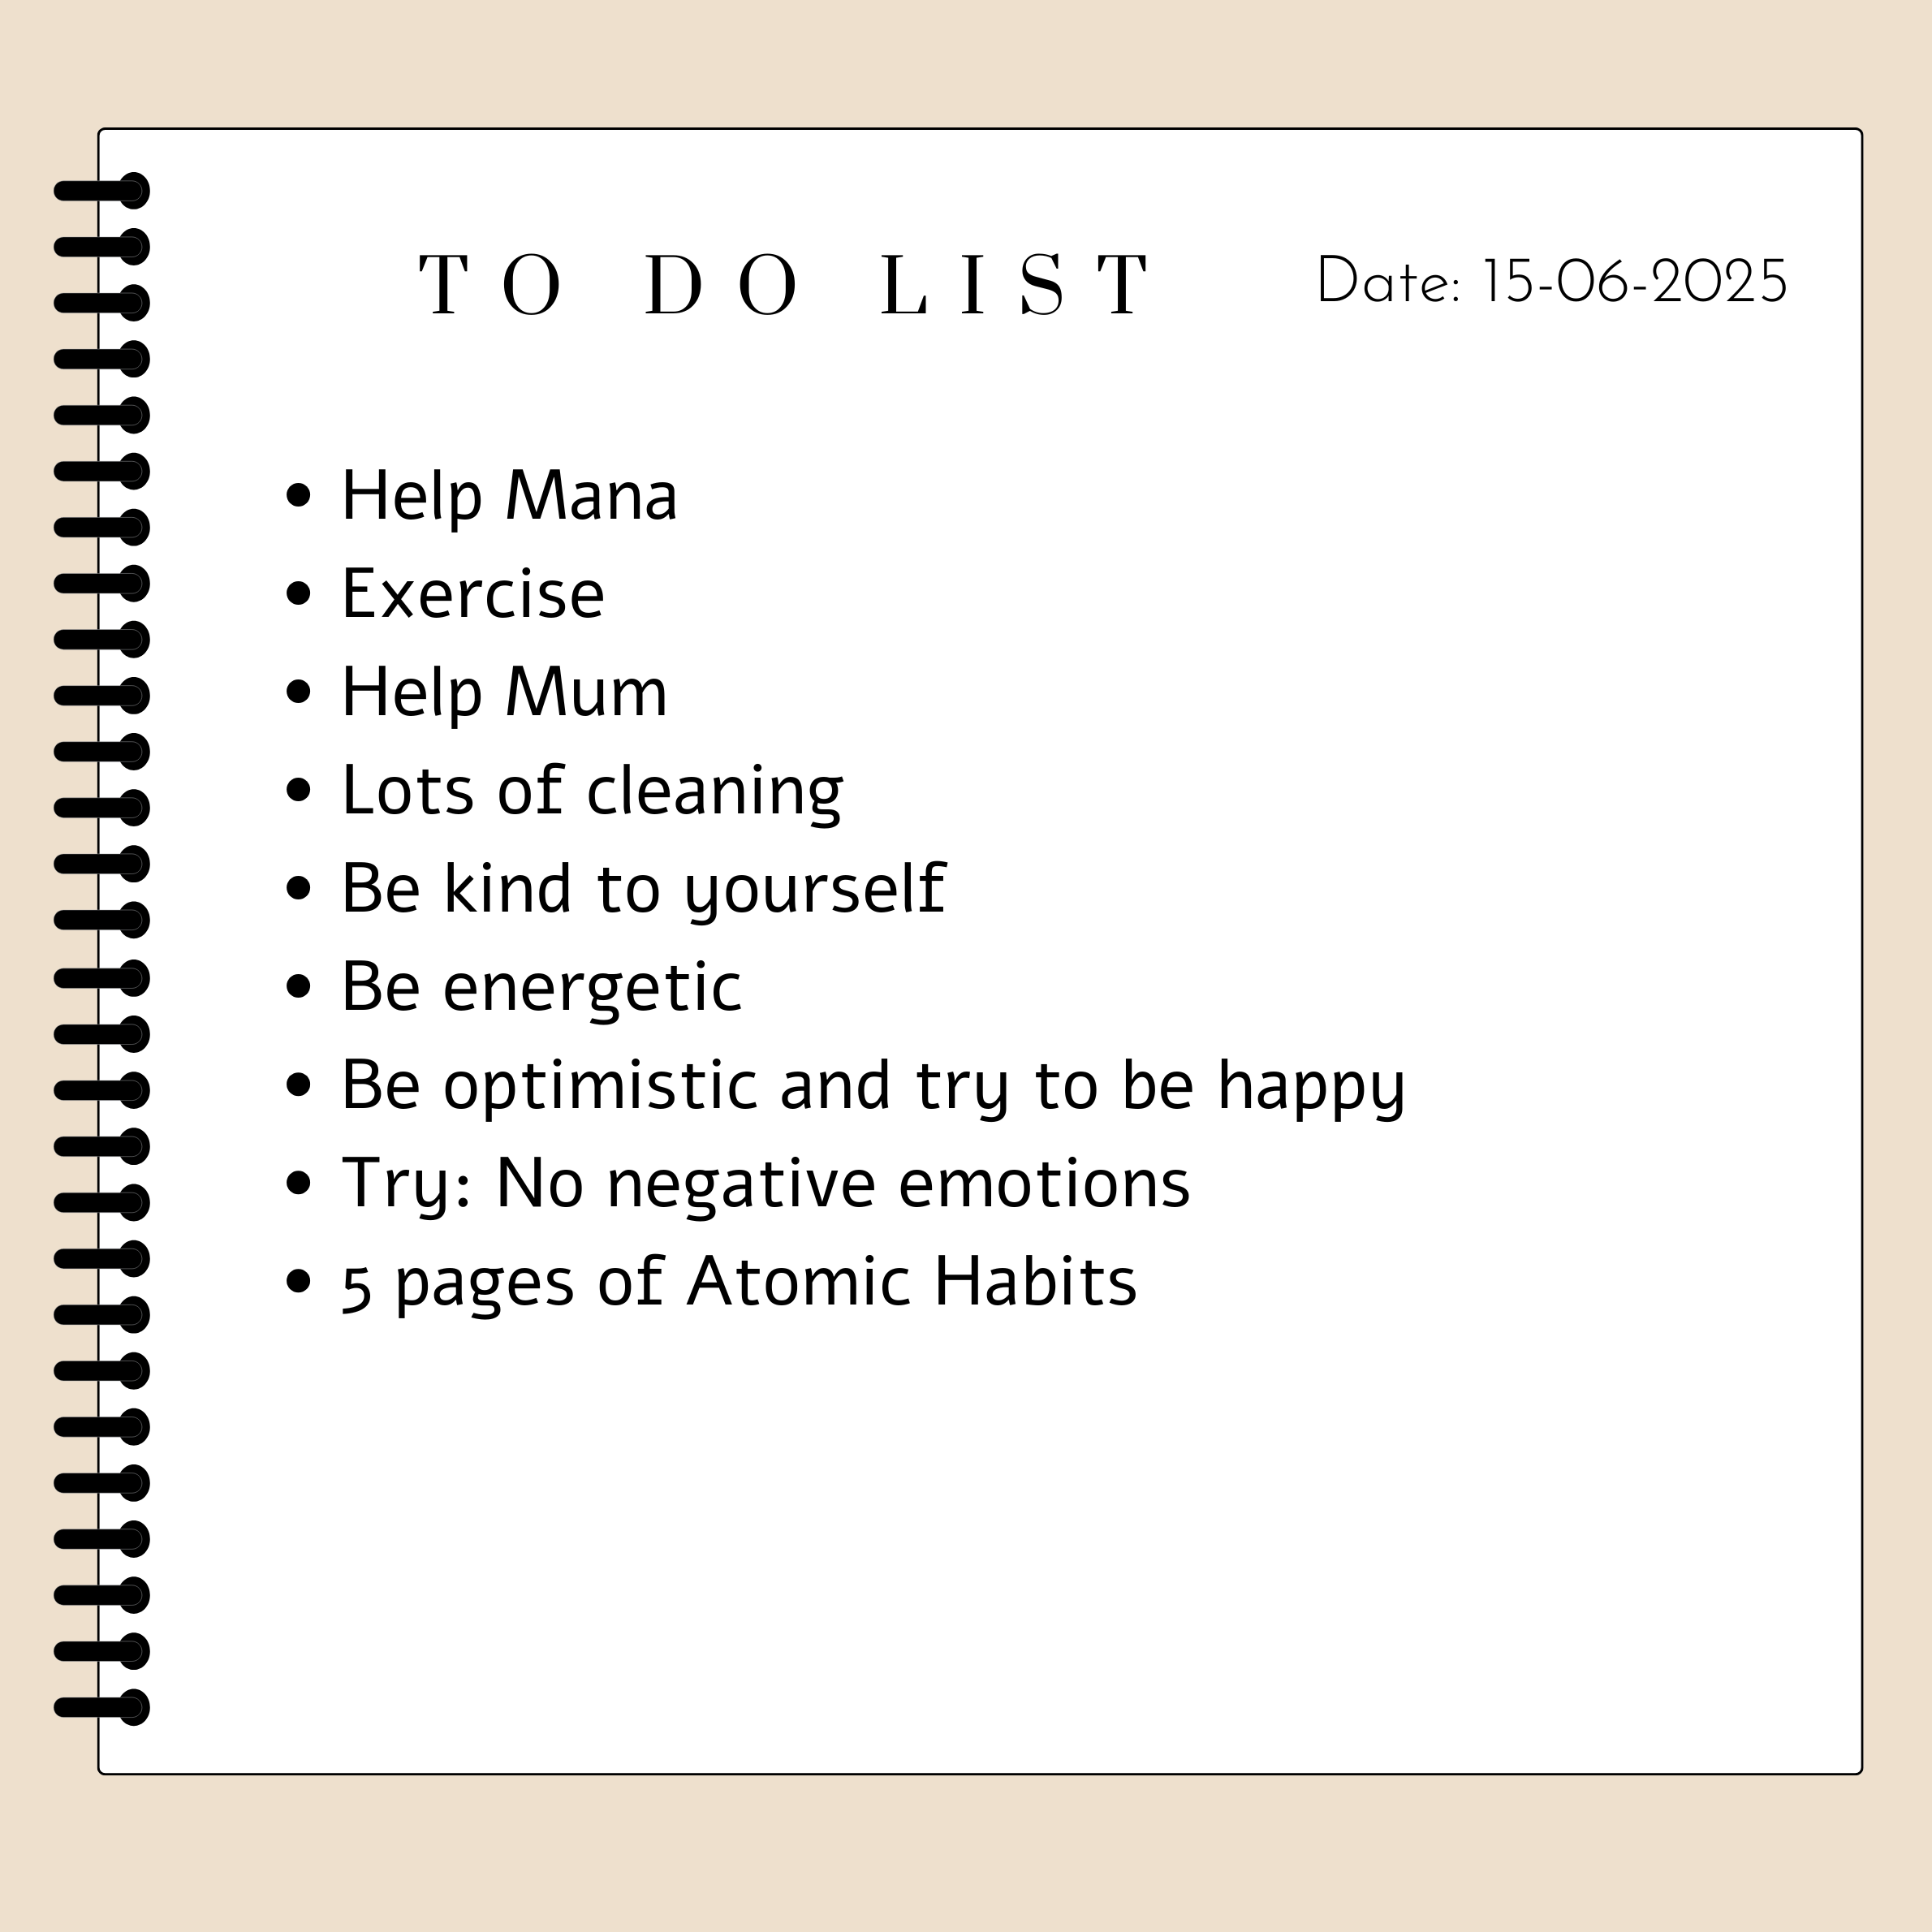 TO DO LIST Date: 15-06-2025
• Help Mana
• Exercise
• Help Mum
• Lots of cleaning
• Be kind to yourself
• Be energetic
• Be optimistic and try to be happy
• Try: No negative emotions
• 5 pages of Atomic Habits